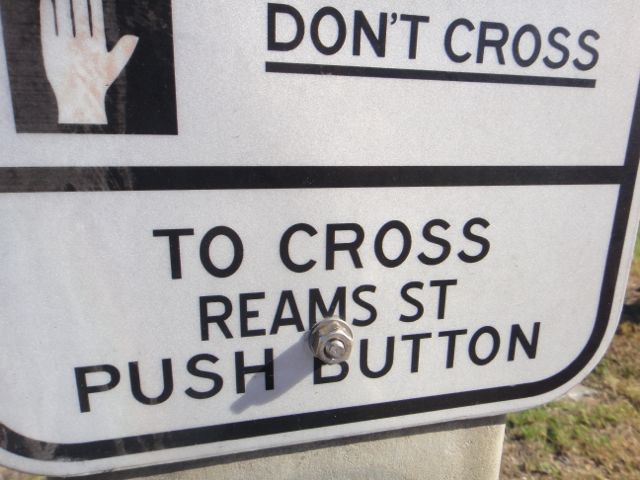 DON'T CROSS
TO CROSS
REAMS ST
PUSH BUTTON